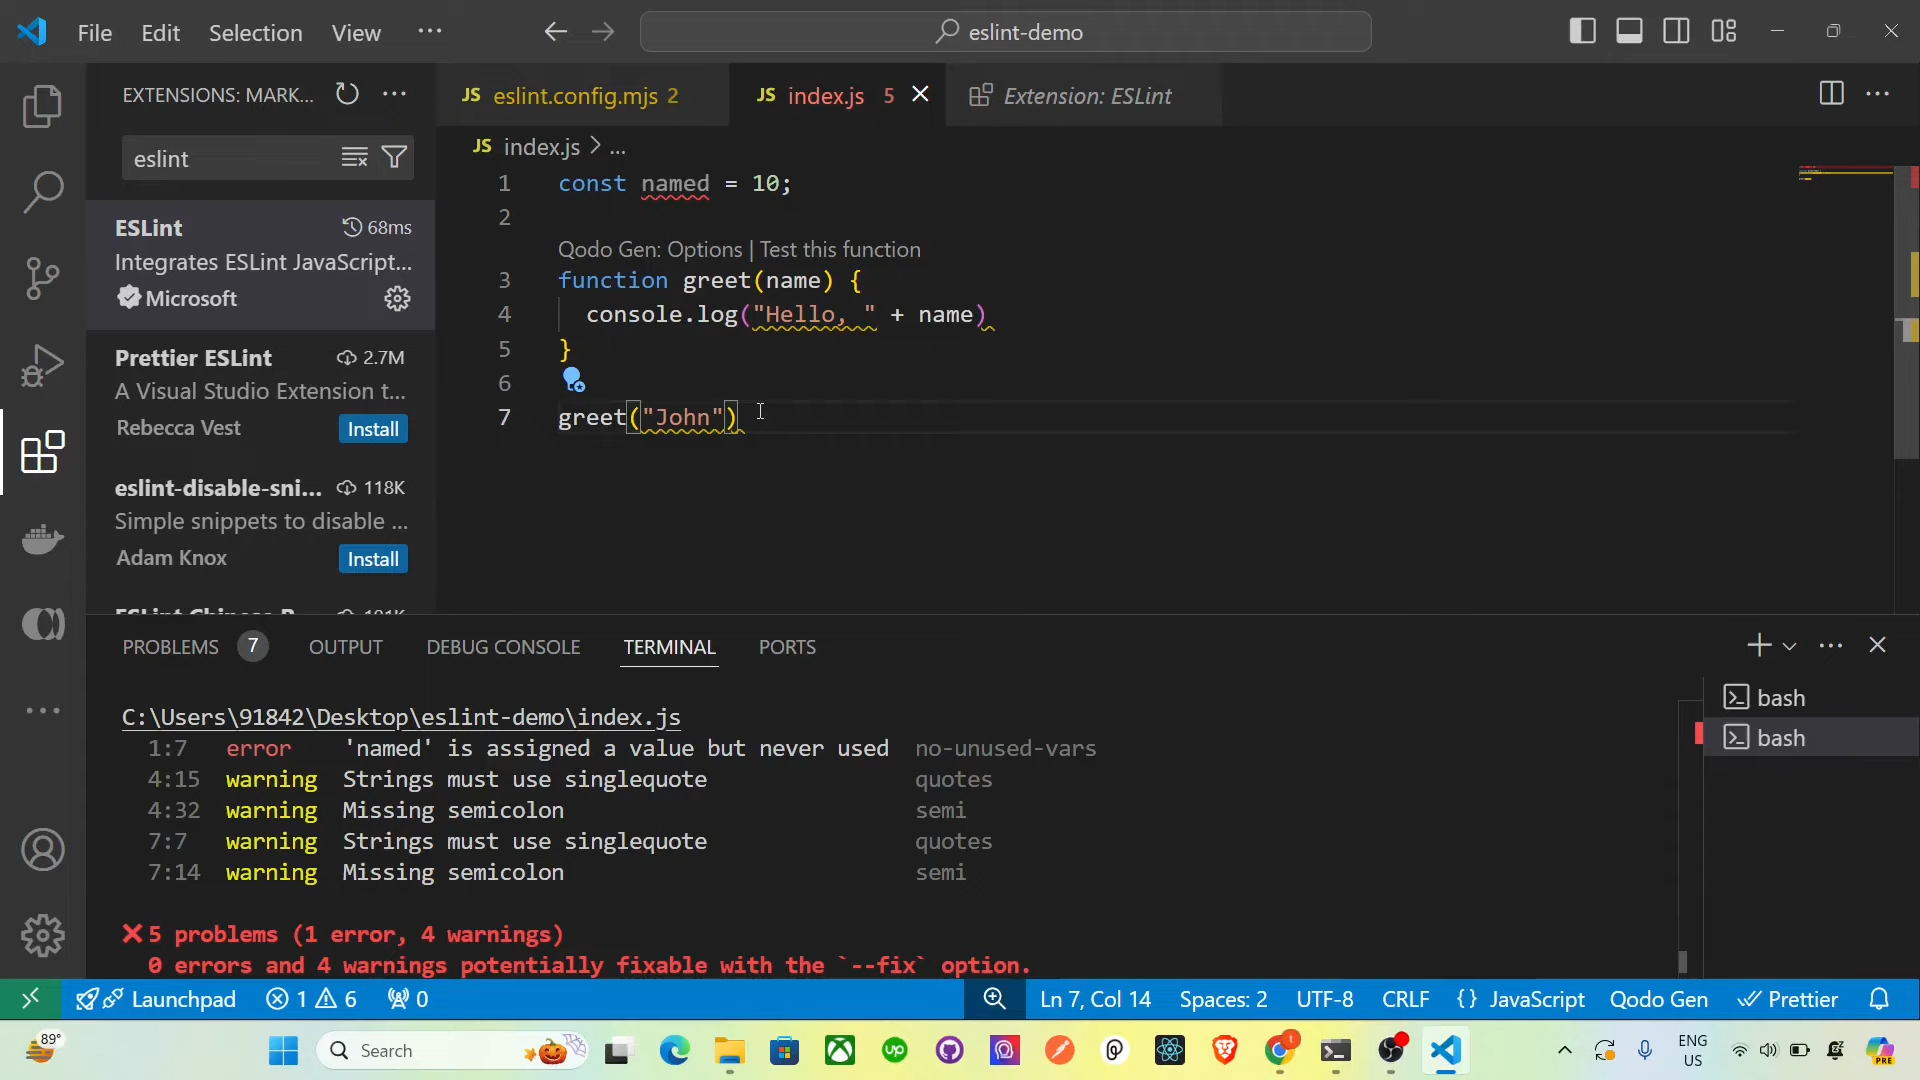 File Edit Selection View ...
eslint-demo
EXTENSIONS: MARK...
eslint
ESLint 68ms
Integrates ESLint JavaScript...
Microsoft
Prettier ESLint 2.7M
A Visual Studio Extension t...
Rebecca Vest Install
eslint-disable-sni... 118K
Simple snippets to disable ...
Adam Knox Install
JS eslint.config.mjs 2
JS index.js 5
Extension: ESLint
JS index.js > ...
1 const named = 10;
2
Qodo Gen: Options | Test this function
3 function greet(name) {
4 console.log("Hello, " + name)
5 }
6
7 greet("John")
PROBLEMS 7 OUTPUT DEBUG CONSOLE TERMINAL PORTS
C:\Users\91842\Desktop\eslint-demo\index.js
1:7 error 'named' is assigned a value but never used no-unused-vars
4:15 warning Strings must use singlequote quotes
4:32 warning Missing semicolon semi
7:7 warning Strings must use singlequote quotes
7:14 warning Missing semicolon semi
5 problems (1 error, 4 warnings)
0 errors and 4 warnings potentially fixable with the `--fix` option.
bash
bash
Launchpad 1 6 0 Ln 7, Col 14 Spaces: 2 UTF-8 CRLF {} JavaScript Qodo Gen Prettier
89°
Search
up
ENG
US
PRE